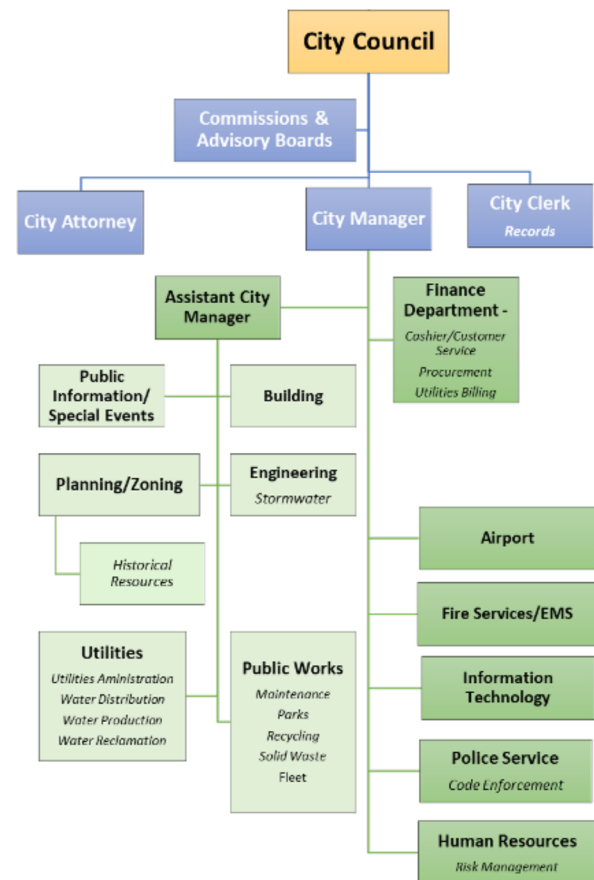 City Council
Commissions &
Advisory Boards
City Attorney
City Manager
City Clerk
Records
Assistant City
Manager
Finance
Department -
Cashier/Customer
Service
Procurement
Utilities Billing
Public
Information/
Special Events
Building
Planning/Zoning
Engineering
Stormwater
Historical
Resources
Airport
Fire Services/EMS
Utilities
Utilities Aministration
Water Distribution
Water Production
Water Reclamation
Public Works
Maintenance
Parks
Recycling
Solid Waste
Fleet
Information
Technology
Police Service
Code Enforcement
Human Resources
Risk Management